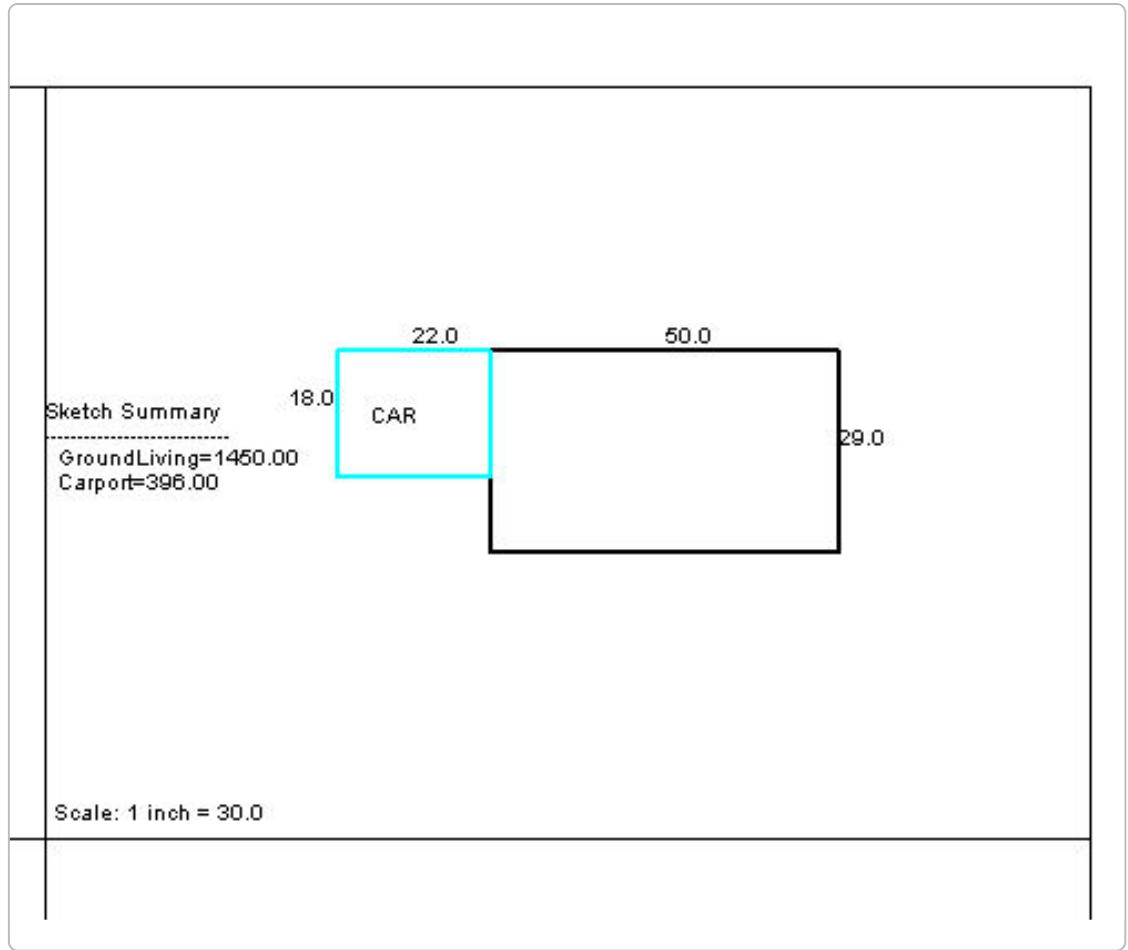 22.0
50.0
18.0
CAR
29.0
Sketch Summary
GroundLiving=1450.00
Carport=396.00
Scale: 1 inch = 30.0